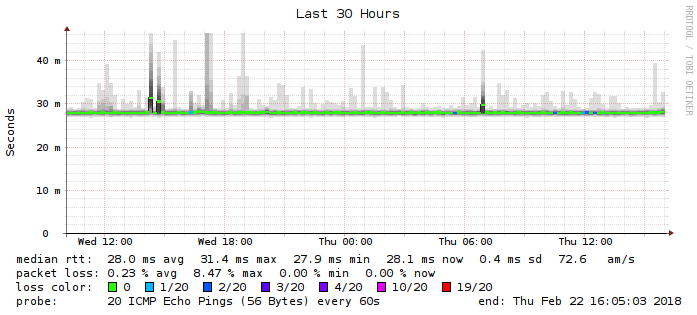 Last 30 Hours
RRDTOOL / TOBI OETIKER
Seconds
40 m
30 m
20 m
10 m
0
Wed 12:00 Wed 18:00 Thu 00:00 Thu 06:00 Thu 12:00
median rtt: 28.0 ms avg 31.4 ms max 27.9 ms min 28.1 ms now 0.4 ms sd 72.6 am/s
packet loss: 0.23 % avg 8.47 % max 0.00 % min 0.00 % now
loss color: 0 1/20 2/20 3/20 4/20 10/20 19/20
probe: 20 ICMP Echo Pings (56 Bytes) every 60s end: Thu Feb 22 16:05:03 2018